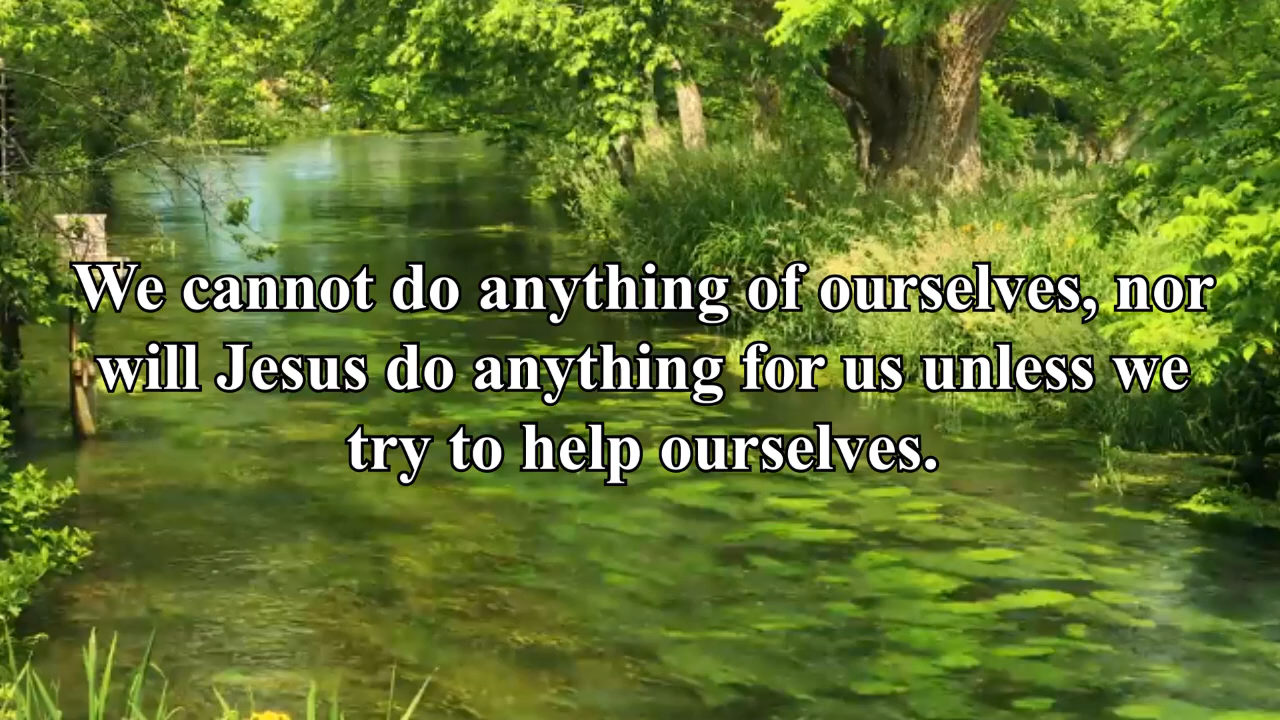 We cannot do anything of ourselves, nor
will Jesus do anything for us unless we
try to help ourselves.